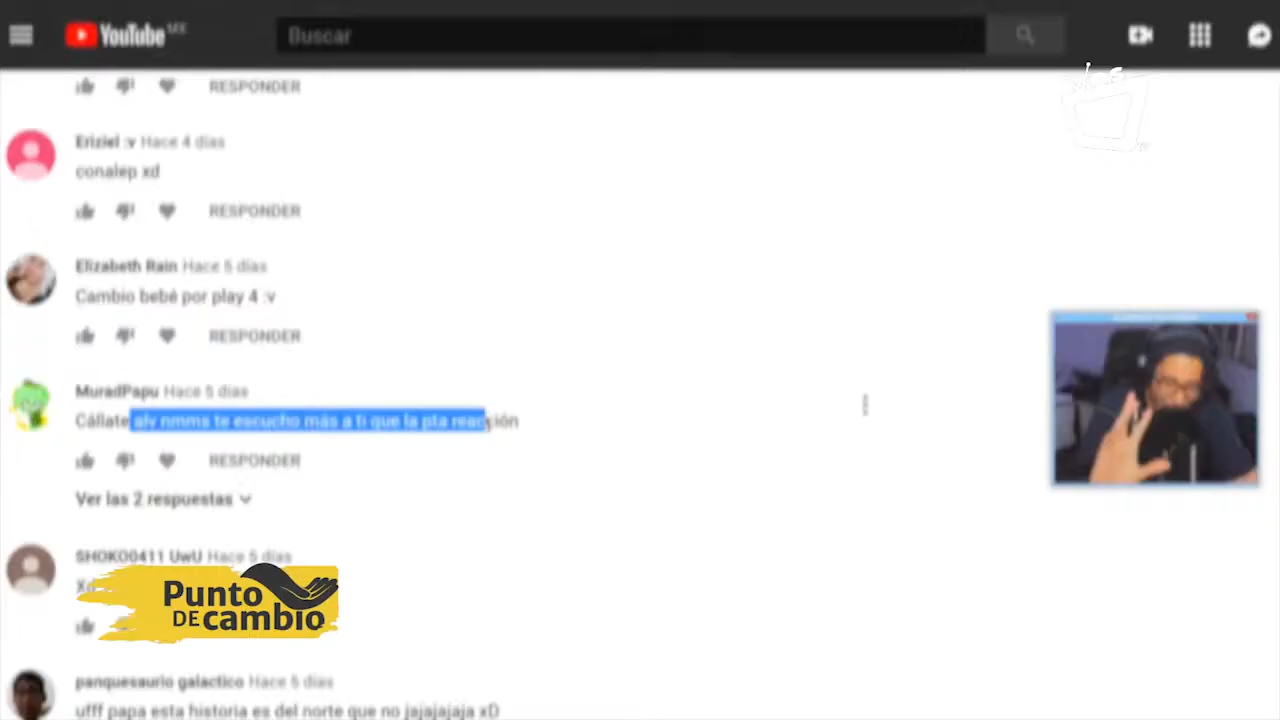 YouTube MX
Buscar
RESPONDER
Eriziel :v Hace 4 días
conalep xd
RESPONDER
Elizabeth Rain Hace 5 días
Cambio bebé por play 4 :v
RESPONDER
MuradPapu Hace 5 días
Cállate alv nmms te escucho más a ti que la pta reacción
RESPONDER
Ver las 2 respuestas
SHOKO0411 UwU Hace 5 días
Punto
DE cambio
panquesaurio galactico Hace 5 días
ufff papa esta historia es del norte que no jajajajaja xD